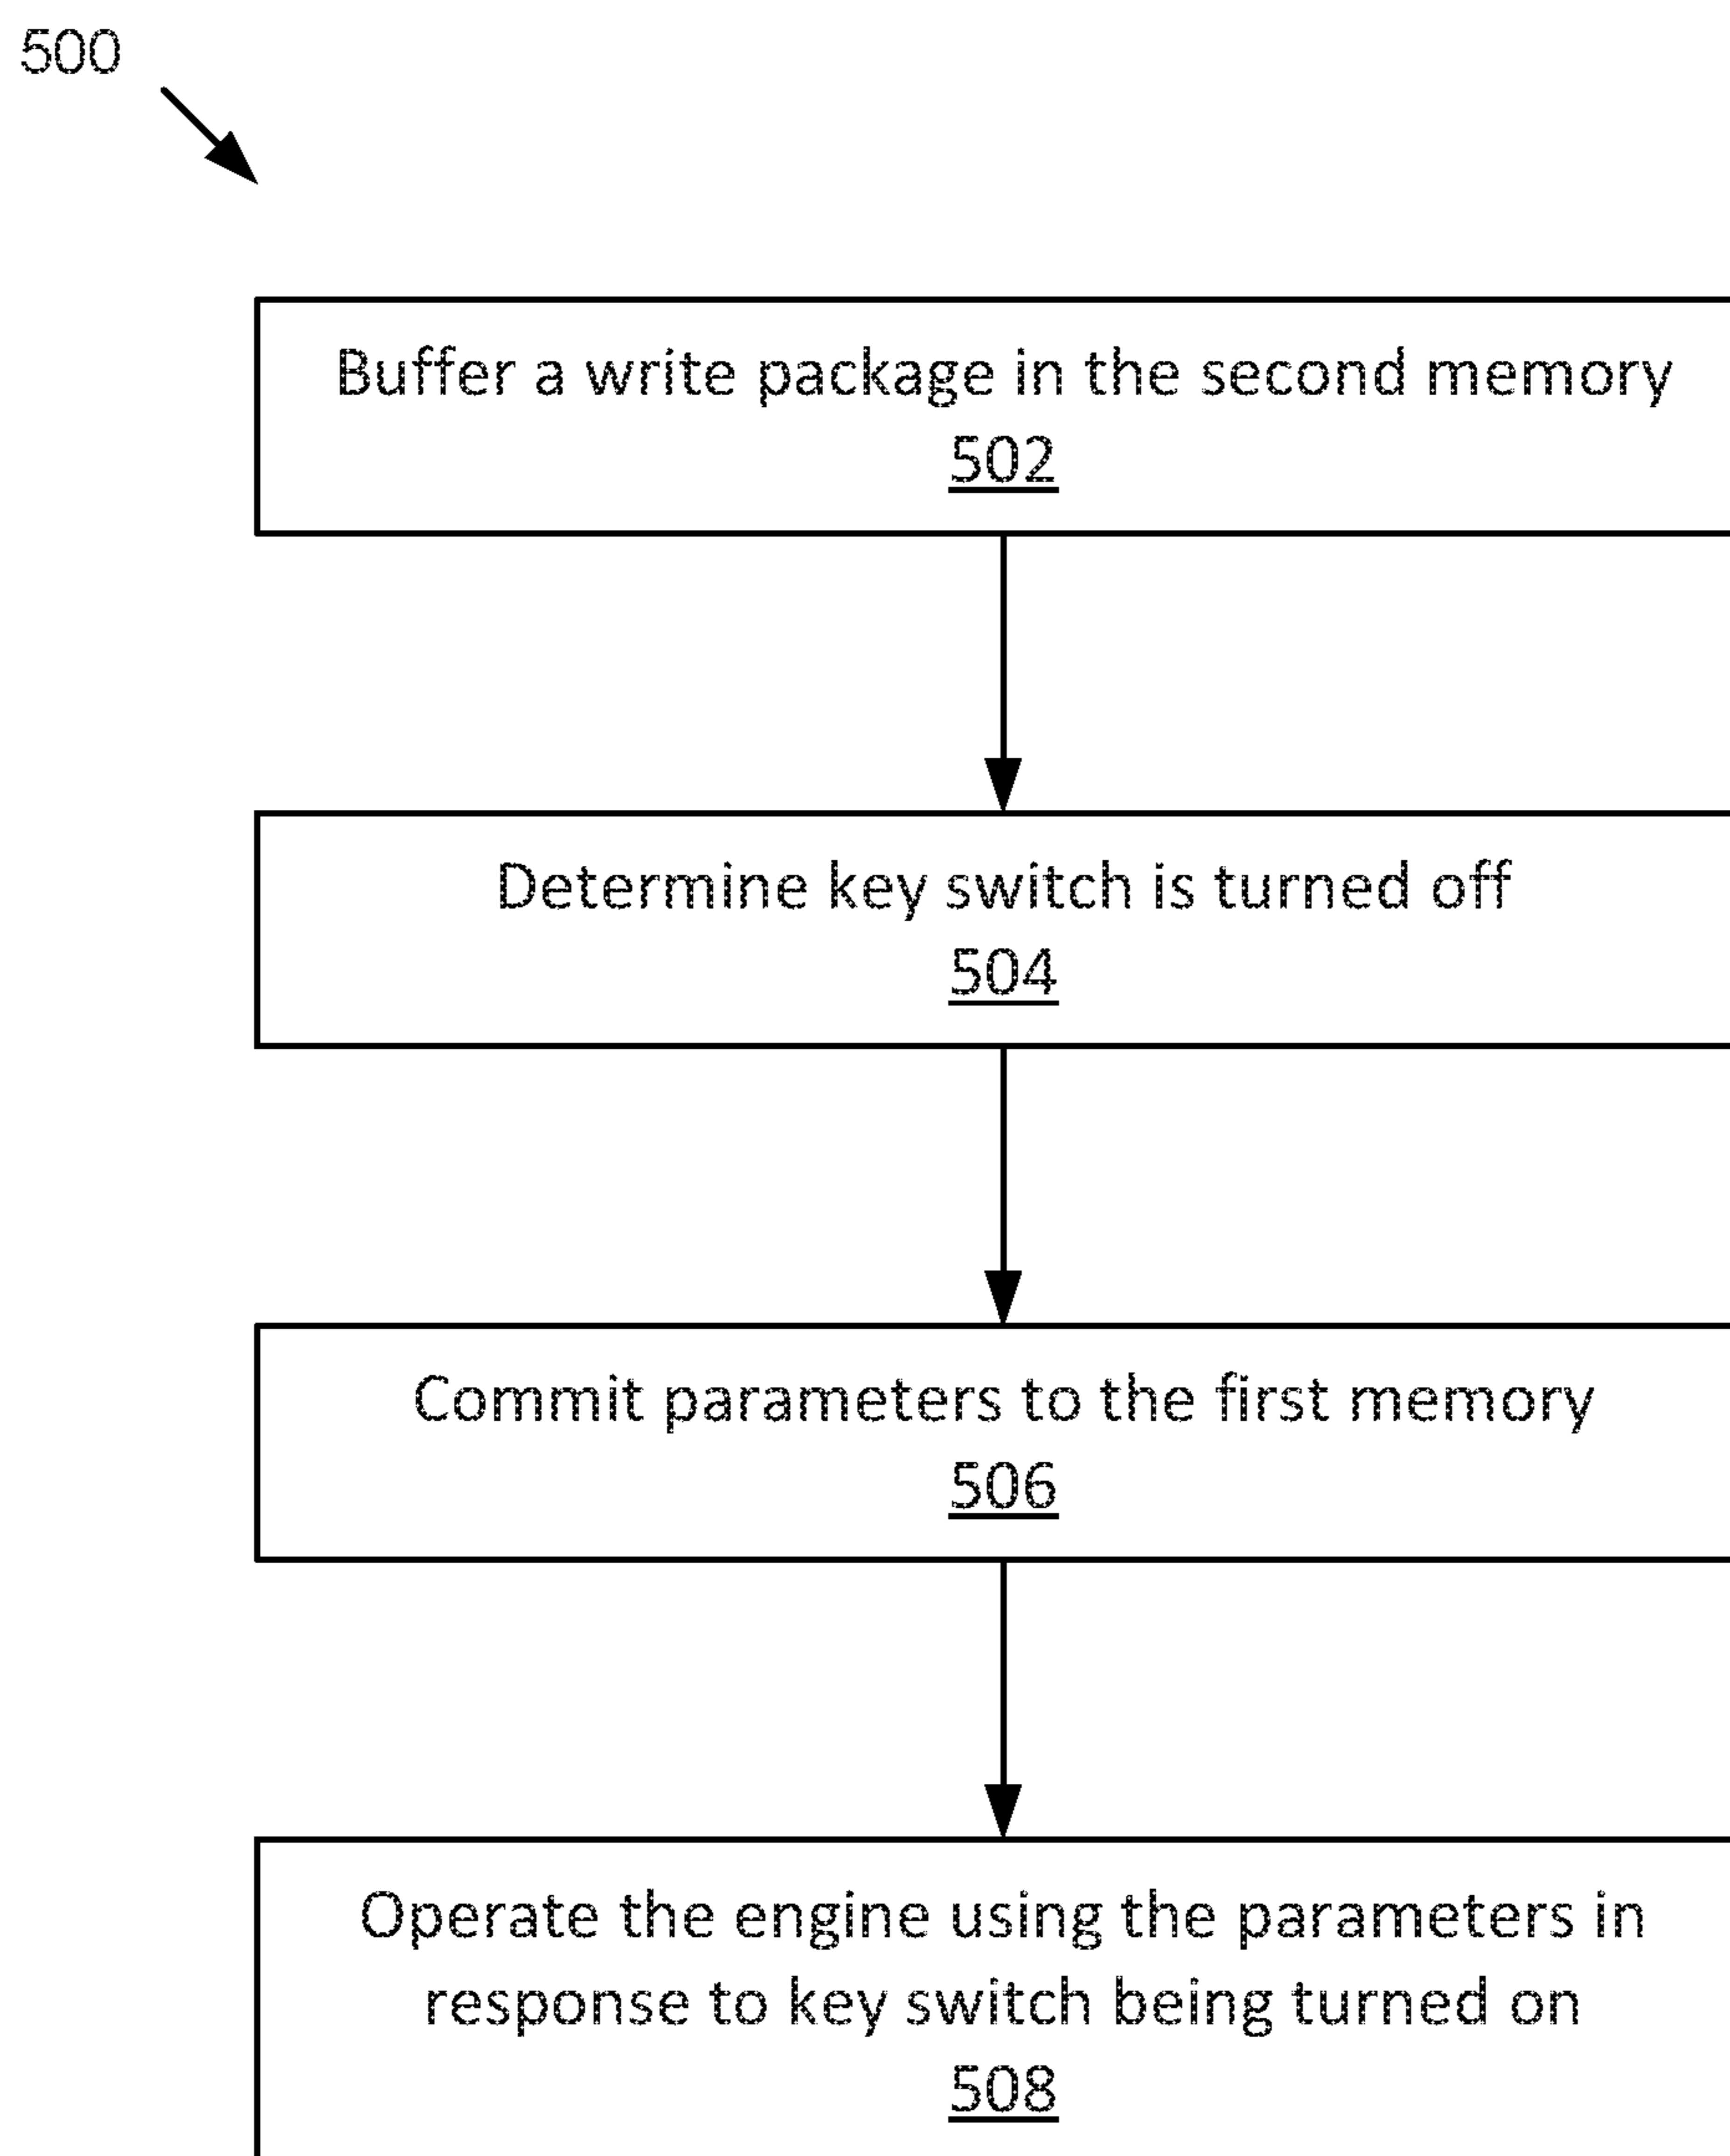 500
Buffer a write package in the second memory
502
Determine key switch is turned off
504
Commit parameters to the first memory
506
Operate the engine using the parameters in
response to key switch being turned on
508